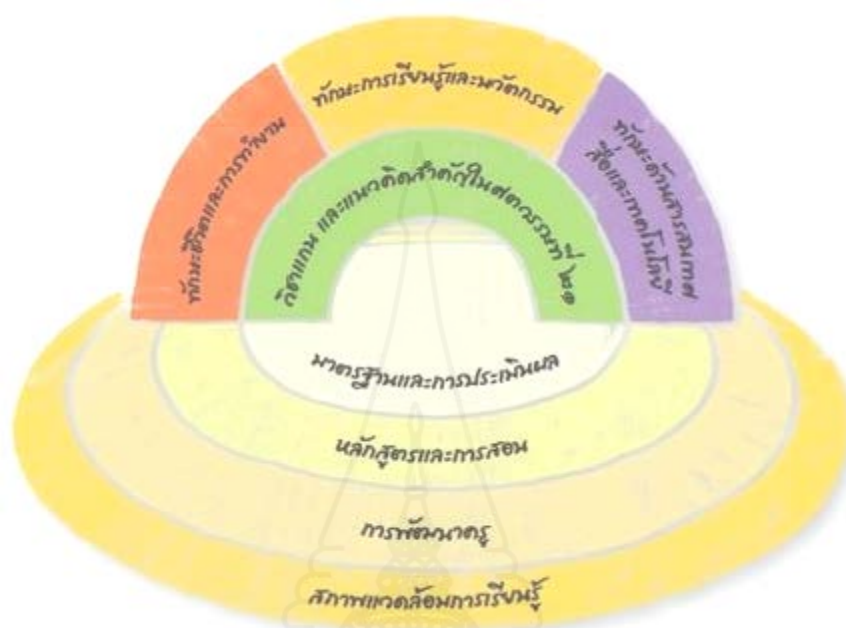 ทักษะการเรียนรู้และนวัตกรรม
ทักษะชีวิตและการทำงาน
ทักษะด้านสารสนเทศ
สื่อและเทคโนโลยี
วิชาแกน และแนวคิดสำคัญในศตวรรษที่ ๒๑
มาตรฐานและการประเมินผล
หลักสูตรและการสอน
การพัฒนาครู
สภาพแวดล้อมการเรียนรู้